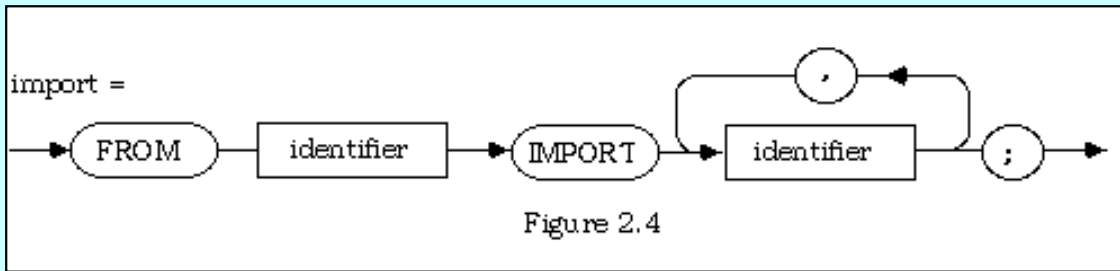 ,
import =
FROM identifier IMPORT identifier ;
Figure 2.4